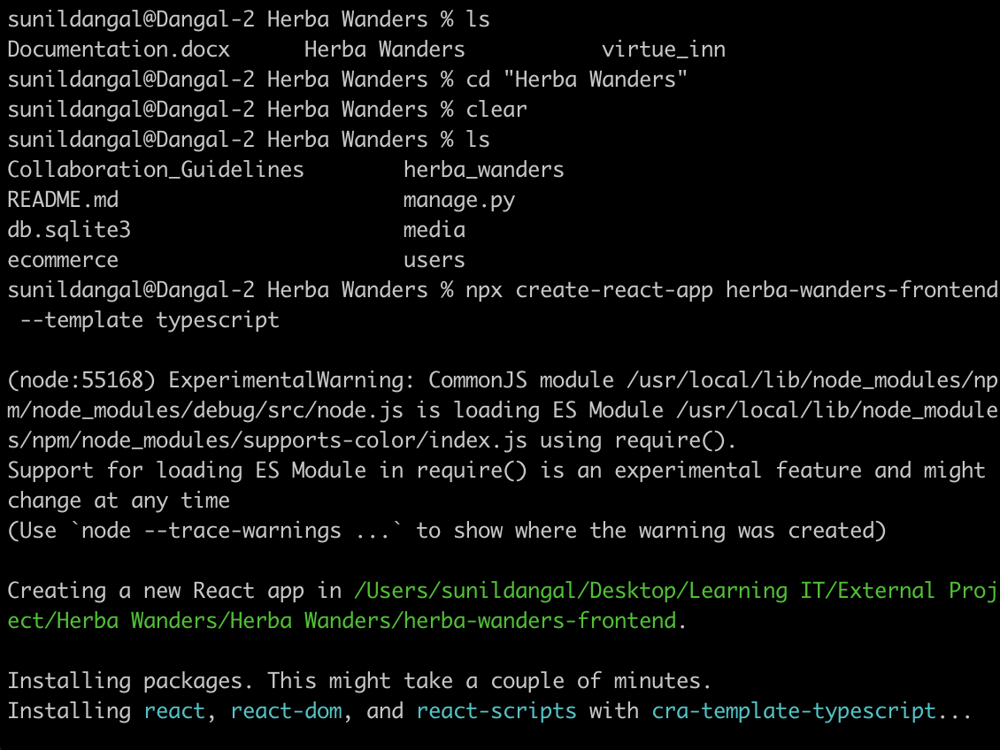 sunildangal@Dangal-2 Herba Wanders % ls
Documentation.docx      Herba Wanders           virtue_inn
sunildangal@Dangal-2 Herba Wanders % cd "Herba Wanders"
sunildangal@Dangal-2 Herba Wanders % clear
sunildangal@Dangal-2 Herba Wanders % ls
Collaboration_Guidelines        herba_wanders
README.md                       manage.py
db.sqlite3                      media
ecommerce                       users
sunildangal@Dangal-2 Herba Wanders % npx create-react-app herba-wanders-frontend
 --template typescript

(node:55168) ExperimentalWarning: CommonJS module /usr/local/lib/node_modules/np
m/node_modules/debug/src/node.js is loading ES Module /usr/local/lib/node_module
s/npm/node_modules/supports-color/index.js using require().
Support for loading ES Module in require() is an experimental feature and might
change at any time
(Use `node --trace-warnings ...` to show where the warning was created)

Creating a new React app in /Users/sunildangal/Desktop/Learning IT/External Proj
ect/Herba Wanders/Herba Wanders/herba-wanders-frontend.

Installing packages. This might take a couple of minutes.
Installing react, react-dom, and react-scripts with cra-template-typescript...